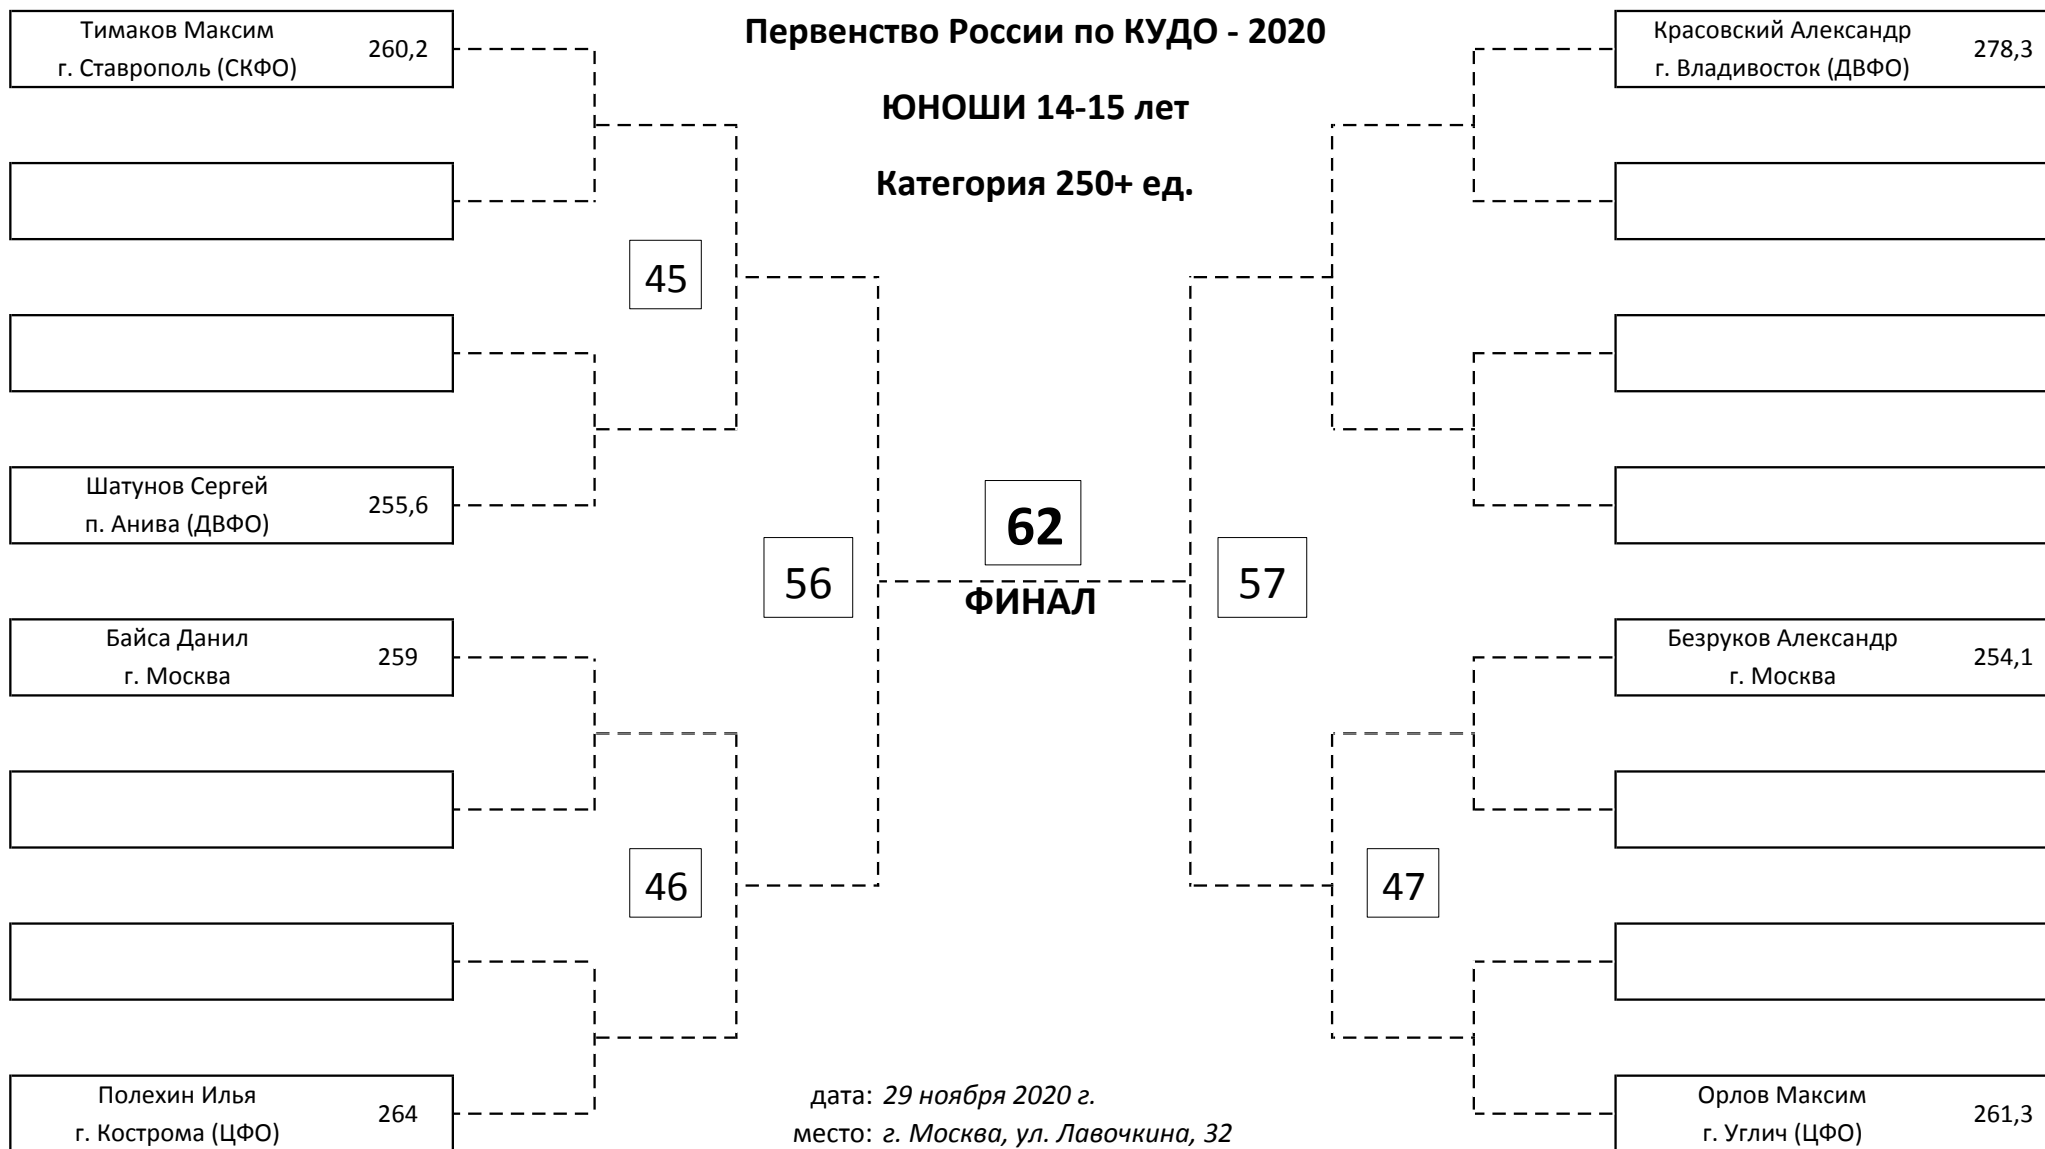 Первенство России по КУДО - 2020
ЮНОШИ 14-15 лет
Категория 250+ ед.
Тимаков Максим
г. Ставрополь (СКФО)
260,2
45
Шатунов Сергей
п. Анива (ДВФО)
255,6
56
Байса Данил
г. Москва
259
46
Полехин Илья
г. Кострома (ЦФО)
264
62
ФИНАЛ
Красовский Александр
г. Владивосток (ДВФО)
278,3
57
Безруков Александр
г. Москва
254,1
47
Орлов Максим
г. Углич (ЦФО)
261,3
дата: 29 ноября 2020 г.
место: г. Москва, ул. Лавочкина, 32